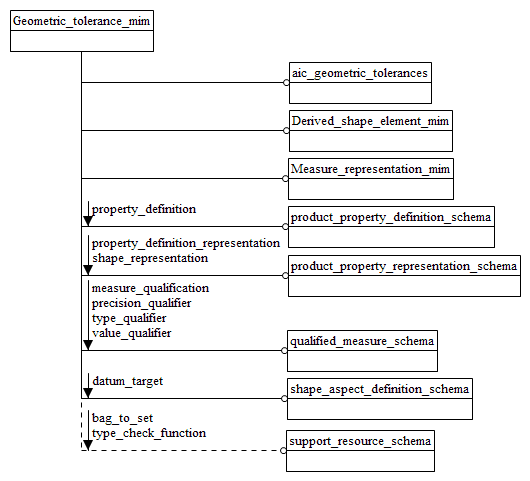 Geometric_tolerance_mim
aic_geometric_tolerances
Derived_shape_element_mim
Measure_representation_mim
property_definition
product_property_definition_schema
property_definition_representation
shape_representation
product_property_representation_schema
measure_qualification
precision_qualifier
type_qualifier
value_qualifier
qualified_measure_schema
datum_target
shape_aspect_definition_schema
bag_to_set
type_check_function
support_resource_schema